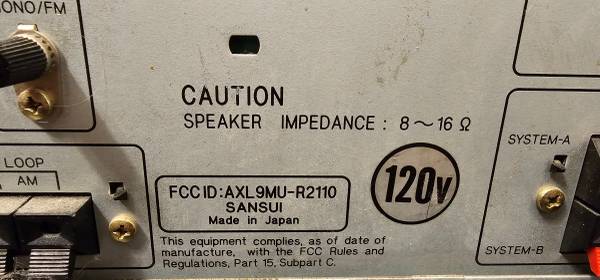 MONO/FM
CAUTION
SPEAKER IMPEDANCE : 8～16 Ω
SYSTEM-A
LOOP
AM
FCC ID:AXL9MU-R2110
SANSUI
Made in Japan
120v
This equipment complies, as of date of
manufacture, with the FCC Rules and
Regulations, Part 15, Subpart C.
SYSTEM-B